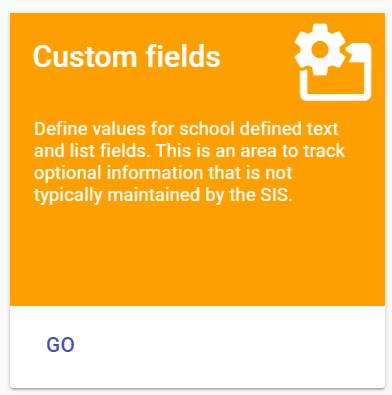 Custom fields
Define values for school defined text
and list fields. This is an area to track
optional information that is not
typically maintained by the SIS.
GO